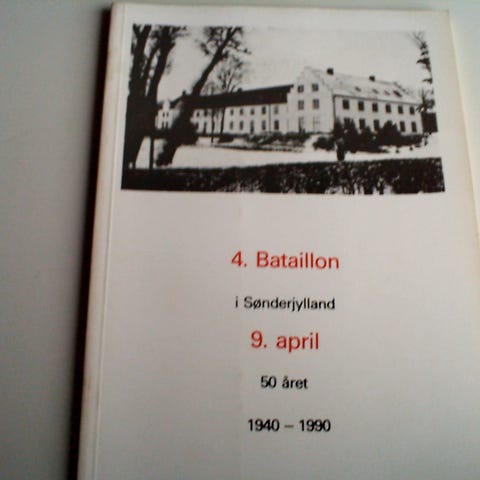 4. Bataillon
i Sønderjylland
9. april
50 året
1940 – 1990